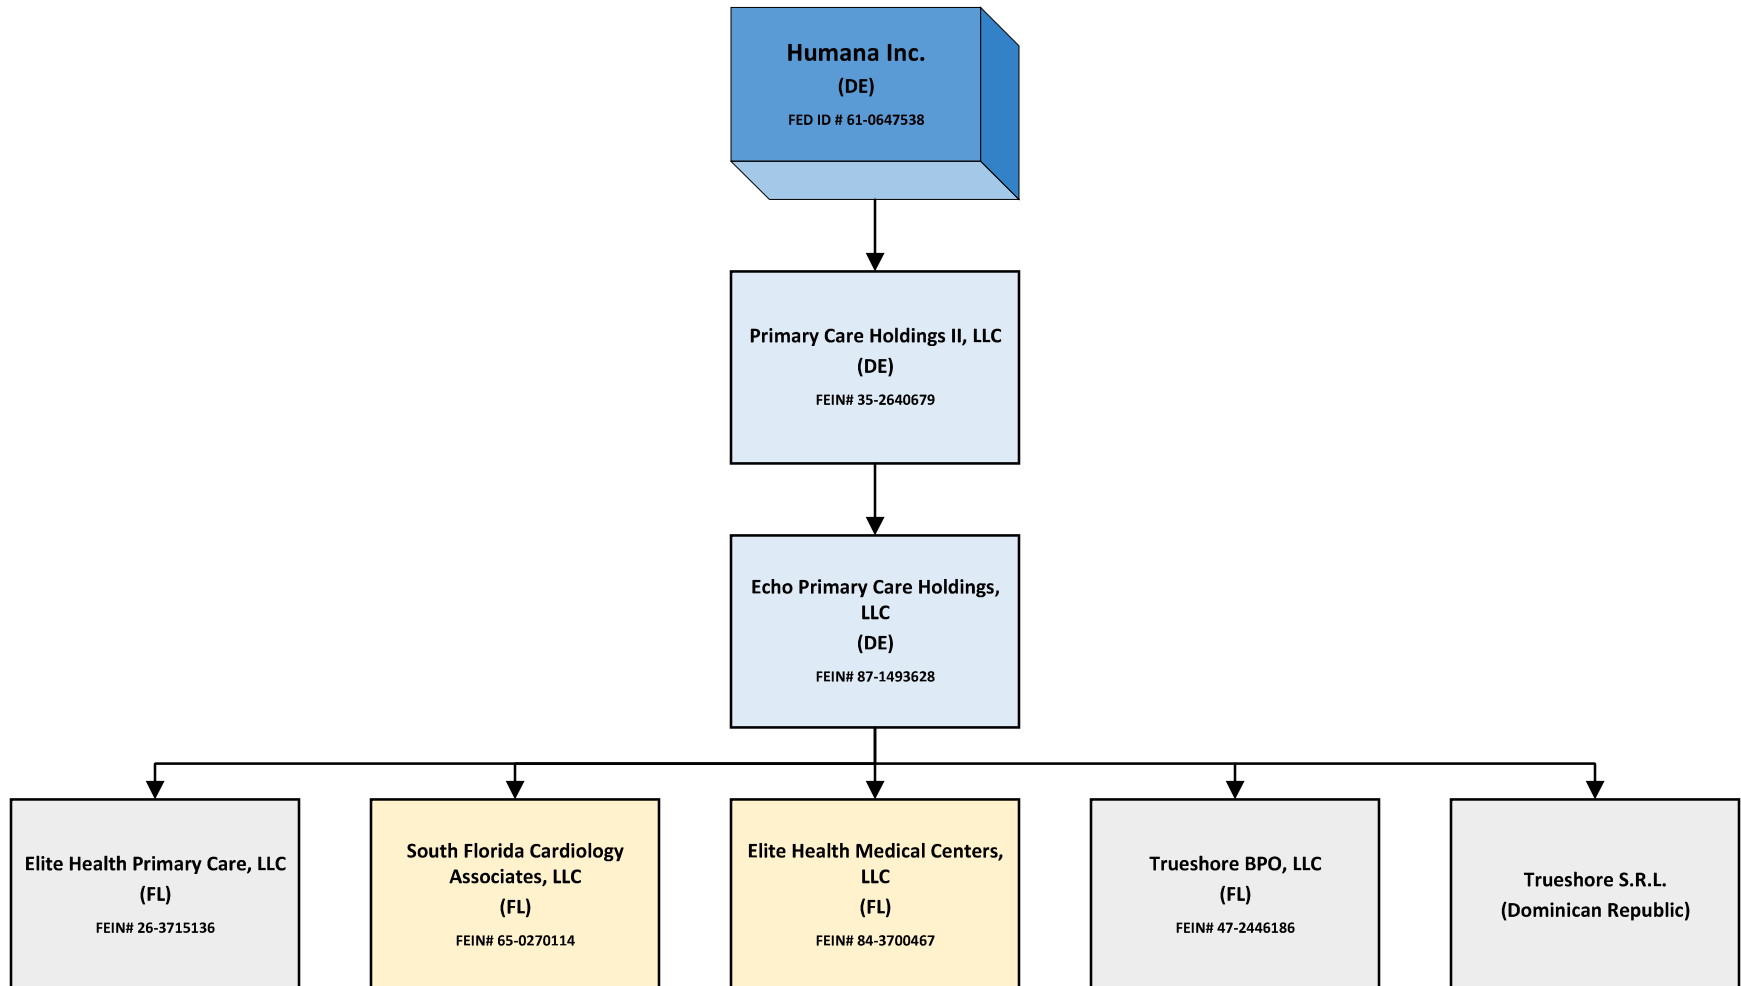 Humana Inc.
(DE)
FED ID # 61-0647538
Primary Care Holdings II, LLC
(DE)
FEIN# 35-2640679
Echo Primary Care Holdings,
LLC
(DE)
FEIN# 87-1493628
Elite Health Primary Care, LLC
(FL)
FEIN# 26-3715136
South Florida Cardiology
Associates, LLC
(FL)
FEIN# 65-0270114
Elite Health Medical Centers,
LLC
(FL)
FEIN# 84-3700467
Trueshore BPO, LLC
(FL)
FEIN# 47-2446186
Trueshore S.R.L.
(Dominican Republic)